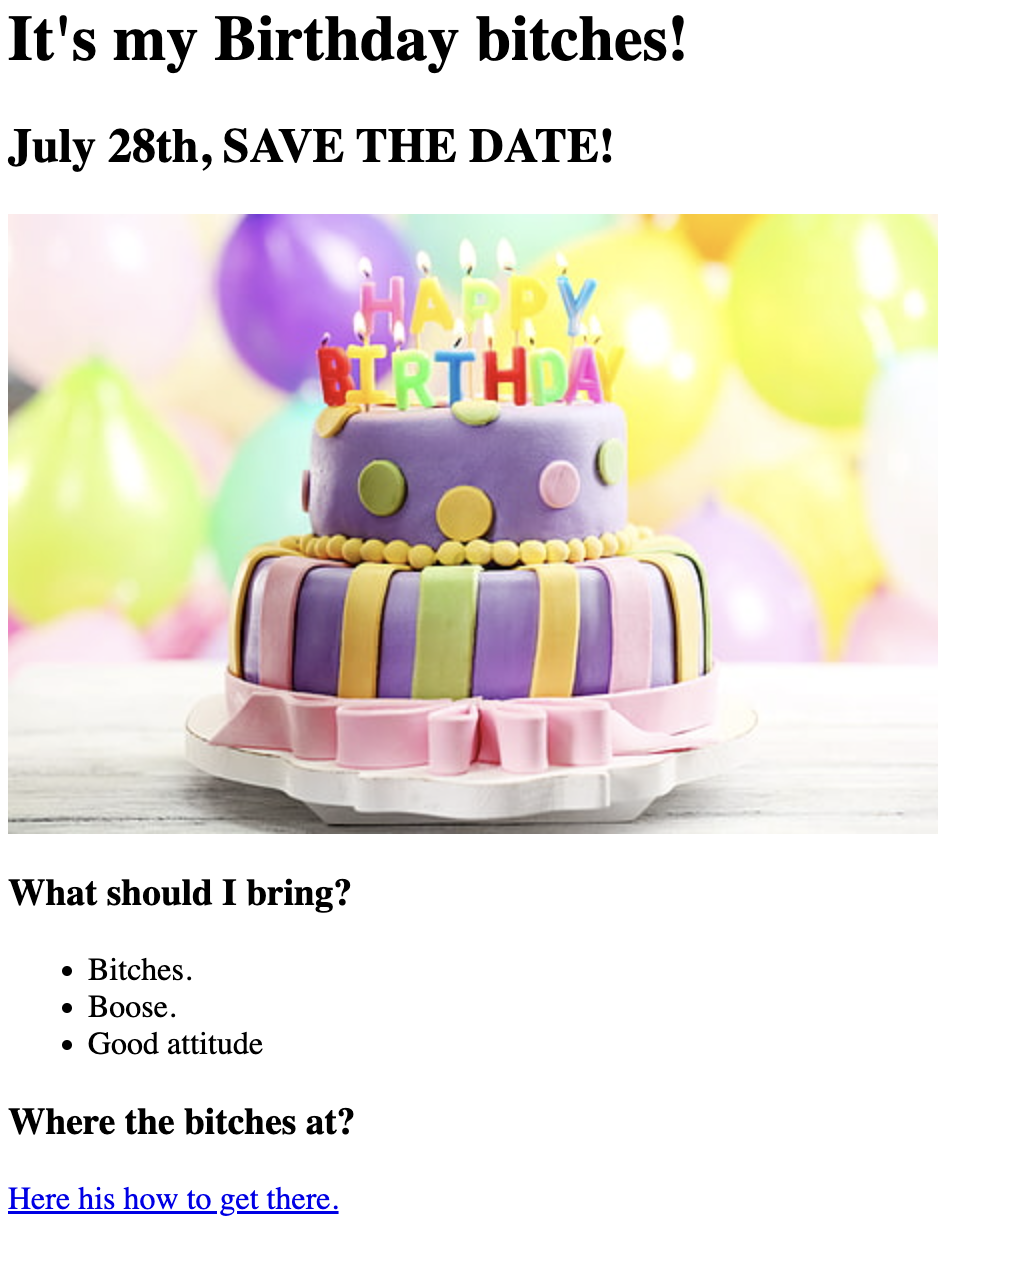 It's my Birthday bitches!
July 28th, SAVE THE DATE!
HAPPY
BIRTHDAY
What should I bring?
Bitches.
Boose.
Good attitude
Where the bitches at?
Here his how to get there.